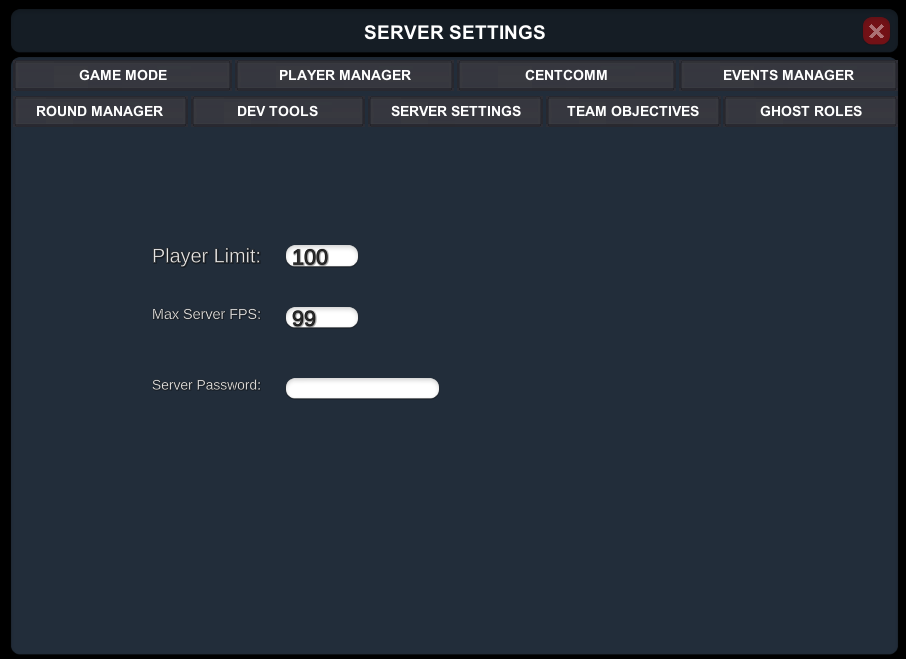 SERVER SETTINGS
GAME MODE PLAYER MANAGER CENTCOMM EVENTS MANAGER
ROUND MANAGER DEV TOOLS SERVER SETTINGS TEAM OBJECTIVES GHOST ROLES
Player Limit: 100
Max Server FPS: 99
Server Password: